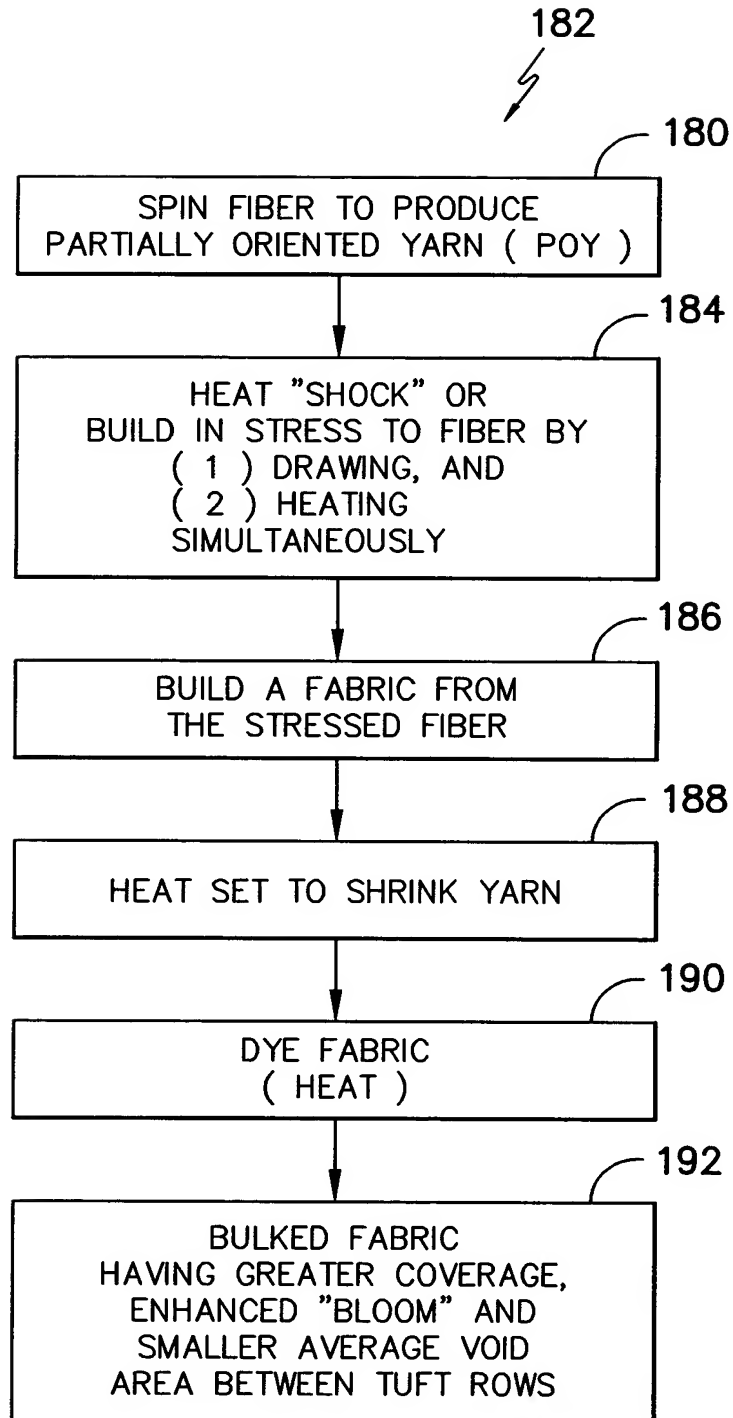 182
180
SPIN FIBER TO PRODUCE
PARTIALLY ORIENTED YARN ( POY )
184
HEAT "SHOCK" OR
BUILD IN STRESS TO FIBER BY
( 1 ) DRAWING, AND
( 2 ) HEATING
SIMULTANEOUSLY
186
BUILD A FABRIC FROM
THE STRESSED FIBER
188
HEAT SET TO SHRINK YARN
190
DYE FABRIC
( HEAT )
192
BULKED FABRIC
HAVING GREATER COVERAGE,
ENHANCED "BLOOM" AND
SMALLER AVERAGE VOID
AREA BETWEEN TUFT ROWS